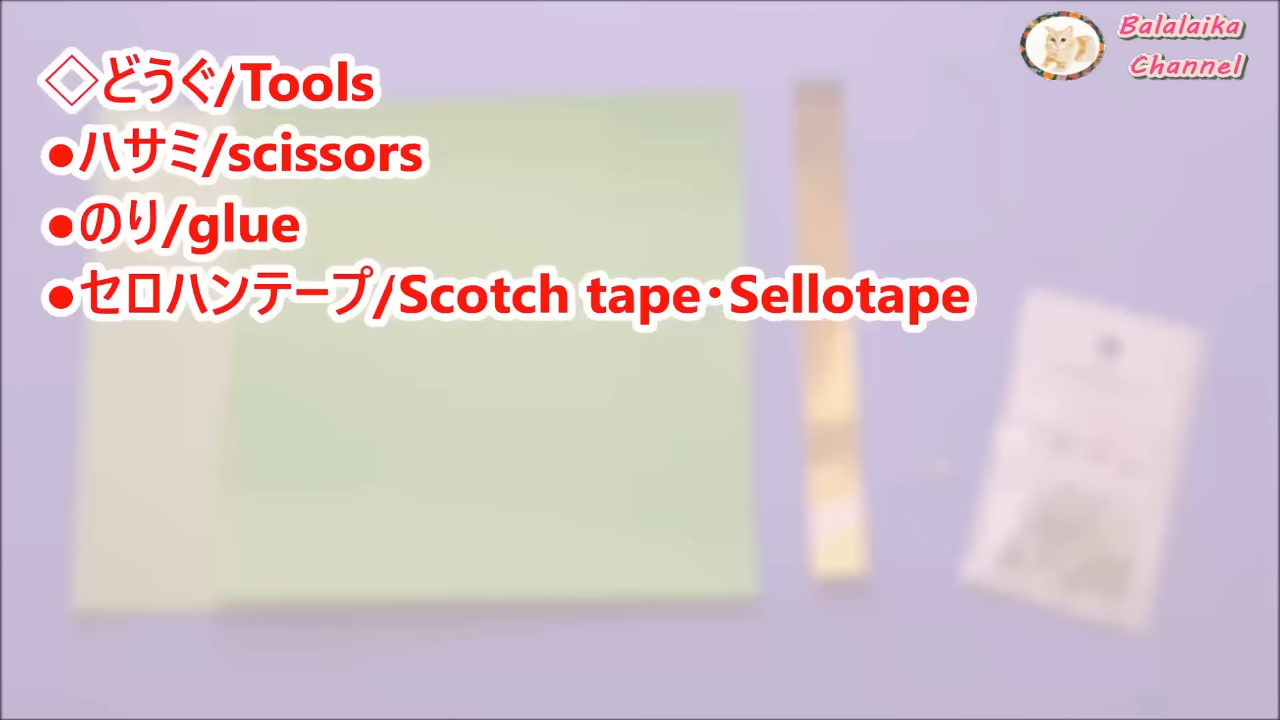 ◇どうぐ/Tools
●ハサミ/scissors
●のり/glue
●セロハンテープ/Scotch tape・Sellotape
Balalaika
Channel